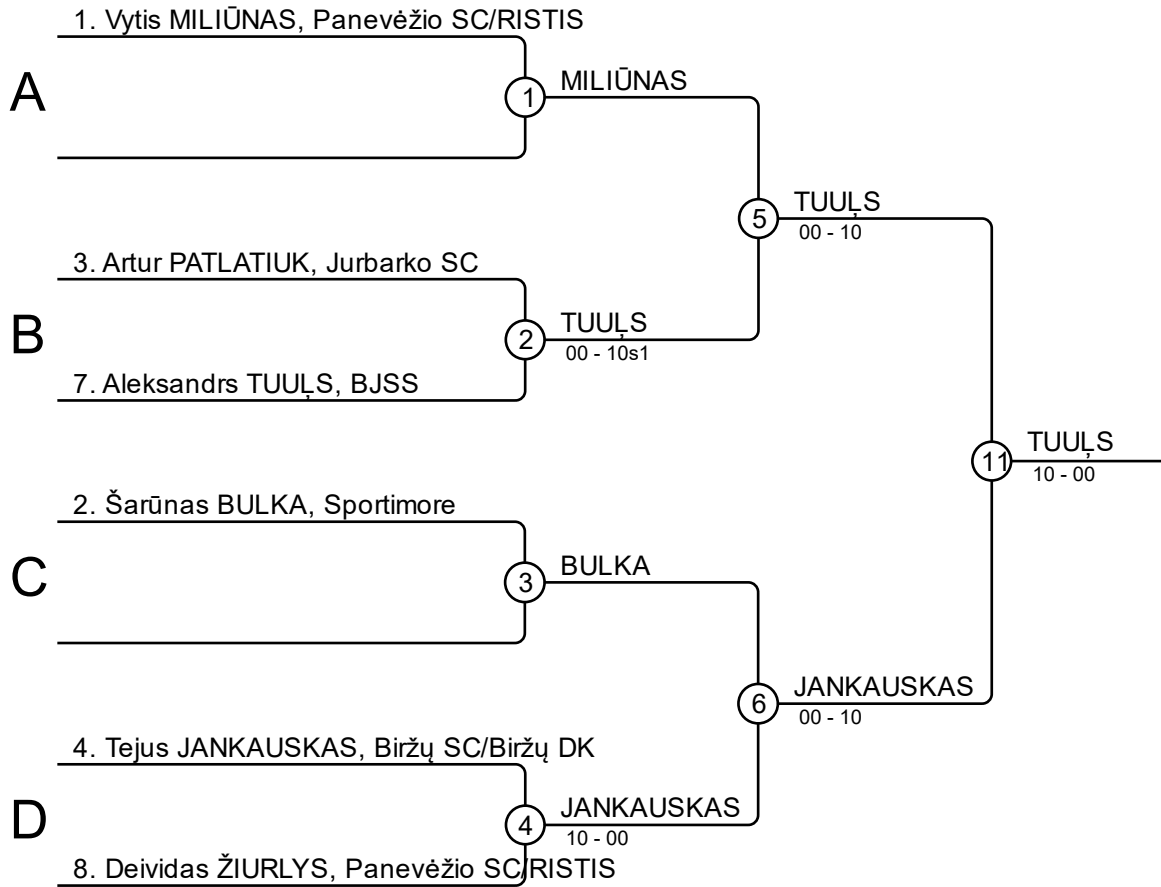 1. Vytis MILIŪNAS, Panevėžio SC/RISTIS
A
1
MILIŪNAS
5
TUUĻS
00 - 10
3. Artur PATLATIUK, Jurbarko SC
B
2
TUUĻS
00 - 10s1
7. Aleksandrs TUUĻS, BJSS
11
TUUĻS
10 - 00
2. Šarūnas BULKA, Sportimore
C
3
BULKA
6
JANKAUSKAS
00 - 10
4. Tejus JANKAUSKAS, Biržų SC/Biržų DK
D
4
JANKAUSKAS
10 - 00
8. Deividas ŽIURLYS, Panevėžio SC/RISTIS